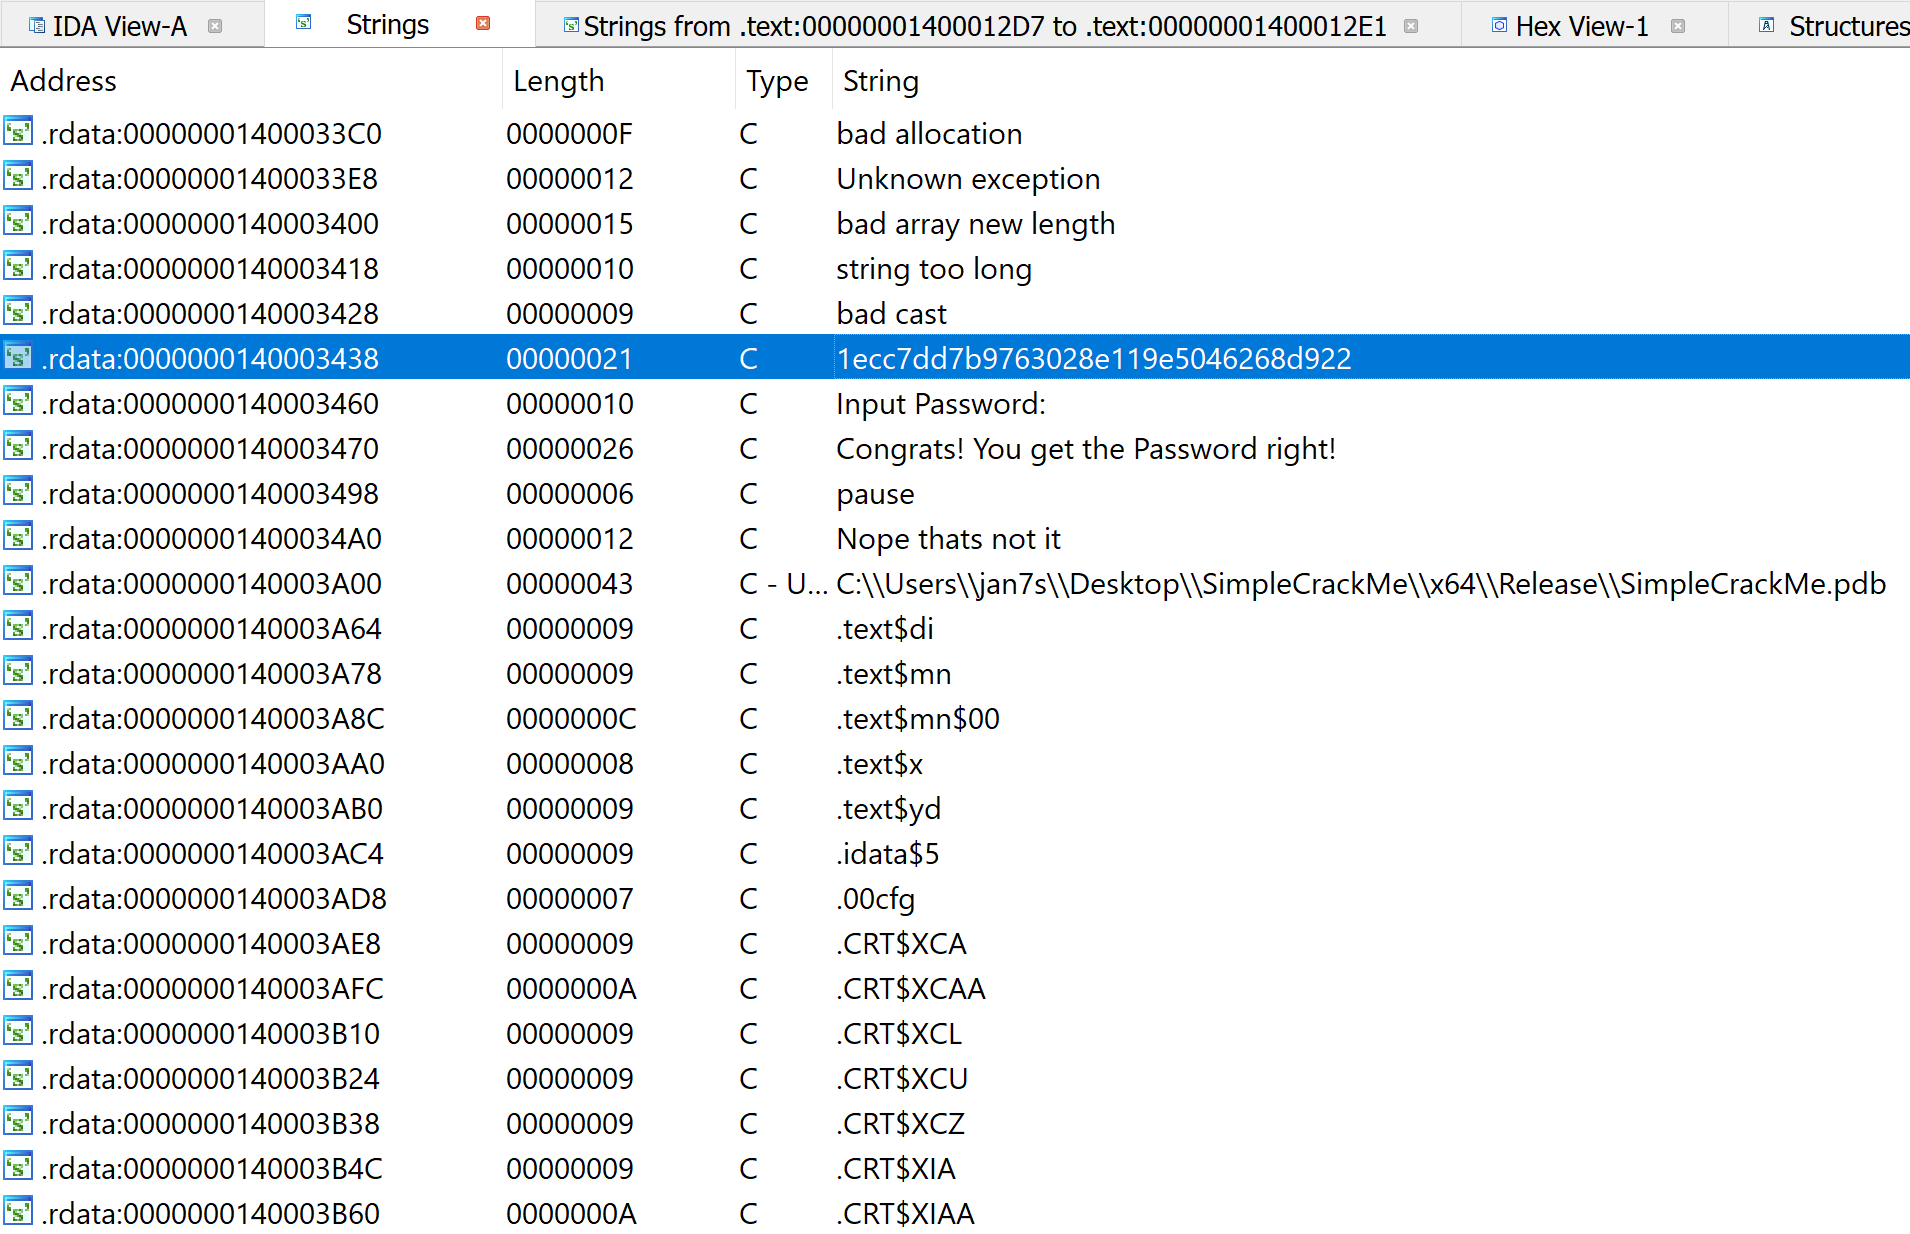 IDA View-A Strings Strings from .text:00000001400012D7 to .text:00000001400012E1 Hex View-1 Structures
Address Length Type String
.rdata:00000001400033C0 0000000F C bad allocation
.rdata:00000001400033E8 00000012 C Unknown exception
.rdata:0000000140003400 00000015 C bad array new length
.rdata:0000000140003418 00000010 C string too long
.rdata:0000000140003428 00000009 C bad cast
.rdata:0000000140003438 00000021 C 1ecc7dd7b9763028e119e5046268d922
.rdata:0000000140003460 00000010 C Input Password:
.rdata:0000000140003470 00000026 C Congrats! You get the Password right!
.rdata:0000000140003498 00000006 C pause
.rdata:00000001400034A0 00000012 C Nope thats not it
.rdata:0000000140003A00 00000043 C - U... C:\\Users\\jan7s\\Desktop\\SimpleCrackMe\\x64\\Release\\SimpleCrackMe.pdb
.rdata:0000000140003A64 00000009 C .text$di
.rdata:0000000140003A78 00000009 C .text$mn
.rdata:0000000140003A8C 0000000C C .text$mn$00
.rdata:0000000140003AA0 00000008 C .text$x
.rdata:0000000140003AB0 00000009 C .text$yd
.rdata:0000000140003AC4 00000009 C .idata$5
.rdata:0000000140003AD8 00000007 C .00cfg
.rdata:0000000140003AE8 00000009 C .CRT$XCA
.rdata:0000000140003AFC 0000000A C .CRT$XCAA
.rdata:0000000140003B10 00000009 C .CRT$XCL
.rdata:0000000140003B24 00000009 C .CRT$XCU
.rdata:0000000140003B38 00000009 C .CRT$XCZ
.rdata:0000000140003B4C 00000009 C .CRT$XIA
.rdata:0000000140003B60 0000000A C .CRT$XIAA